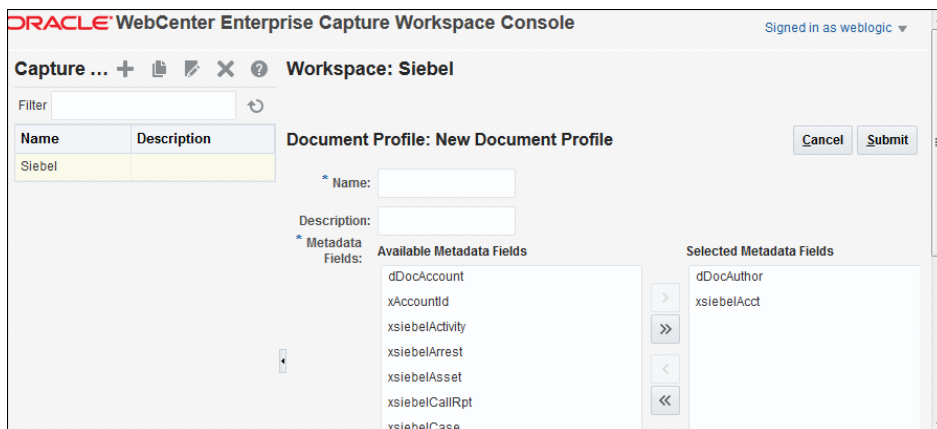 ORACLE® WebCenter Enterprise Capture Workspace Console
Signed in as weblogic
Capture ...
Workspace: Siebel
Filter
Name Description
Siebel
Document Profile: New Document Profile
Cancel Submit
* Name:
Description:
* Metadata Fields:
Available Metadata Fields
dDocAccount
xAccountId
xsiebelActivity
xsiebelArrest
xsiebelAsset
xsiebelCallRpt
xsiebelCase
Selected Metadata Fields
dDocAuthor
xsiebelAcct